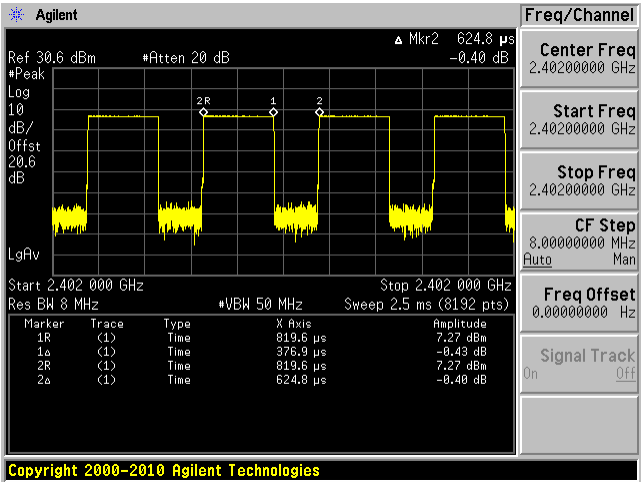 Agilent
Freq/Channel
Δ Mkr2 624.8 µs
Ref 30.6 dBm #Atten 20 dB -0.40 dB
#Peak
Log
10
dB/
Offst
20.6
dB
LgAv
2R 1 2
Start 2.402 000 GHz Stop 2.402 000 GHz
Res BW 8 MHz #VBW 50 MHz Sweep 2.5 ms (8192 pts)
Marker Trace Type X Axis Amplitude
1R (1) Time 819.6 µs 7.27 dBm
1Δ (1) Time 376.9 µs -0.43 dB
2R (1) Time 819.6 µs 7.27 dBm
2Δ (1) Time 624.8 µs -0.40 dB
Center Freq
2.40200000 GHz
Start Freq
2.40200000 GHz
Stop Freq
2.40200000 GHz
CF Step
8.00000000 MHz
Auto Man
Freq Offset
0.00000000 Hz
Signal Track
On Off
Copyright 2000-2010 Agilent Technologies